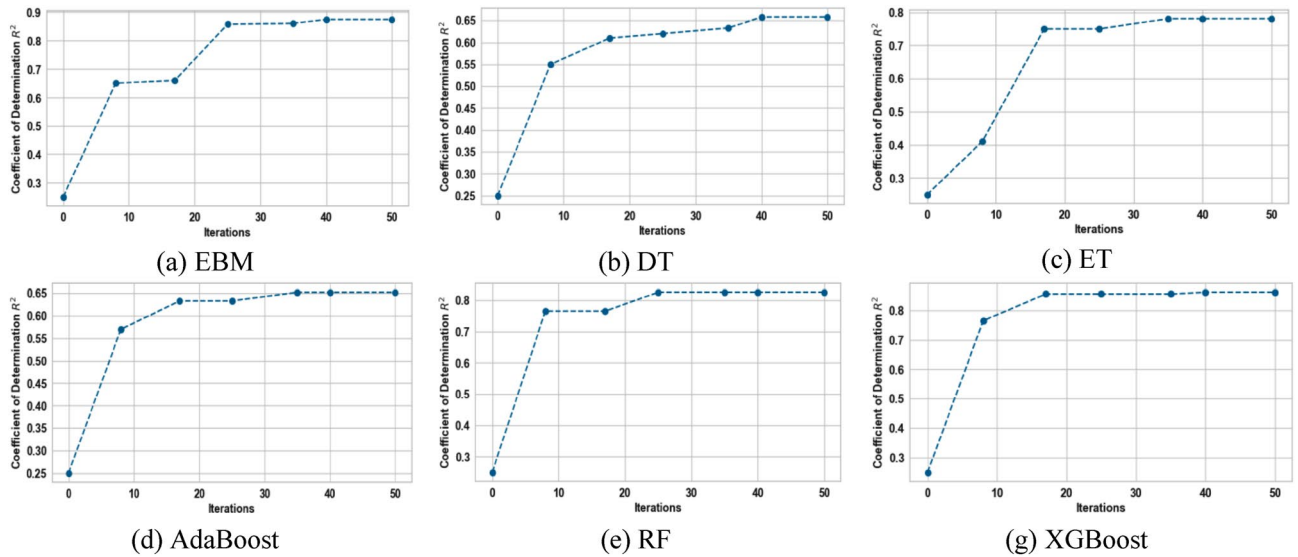 Coefficient of Determination R²
0.9
0.8
0.7
0.6
0.5
0.4
0.3
0 10 20 30 40 50
Iterations
(a) EBM
Coefficient of Determination R²
0.65
0.60
0.55
0.50
0.45
0.40
0.35
0.30
0.25
0 10 20 30 40 50
Iterations
(b) DT
Coefficient of Determination R²
0.8
0.7
0.6
0.5
0.4
0.3
0 10 20 30 40 50
Iterations
(c) ET
Coefficient of Determination R²
0.65
0.60
0.55
0.50
0.45
0.40
0.35
0.30
0.25
0 10 20 30 40 50
Iterations
(d) AdaBoost
Coefficient of Determination R²
0.8
0.7
0.6
0.5
0.4
0.3
0 10 20 30 40 50
Iterations
(e) RF
Coefficient of Determination R²
0.8
0.7
0.6
0.5
0.4
0.3
0 10 20 30 40 50
Iterations
(g) XGBoost